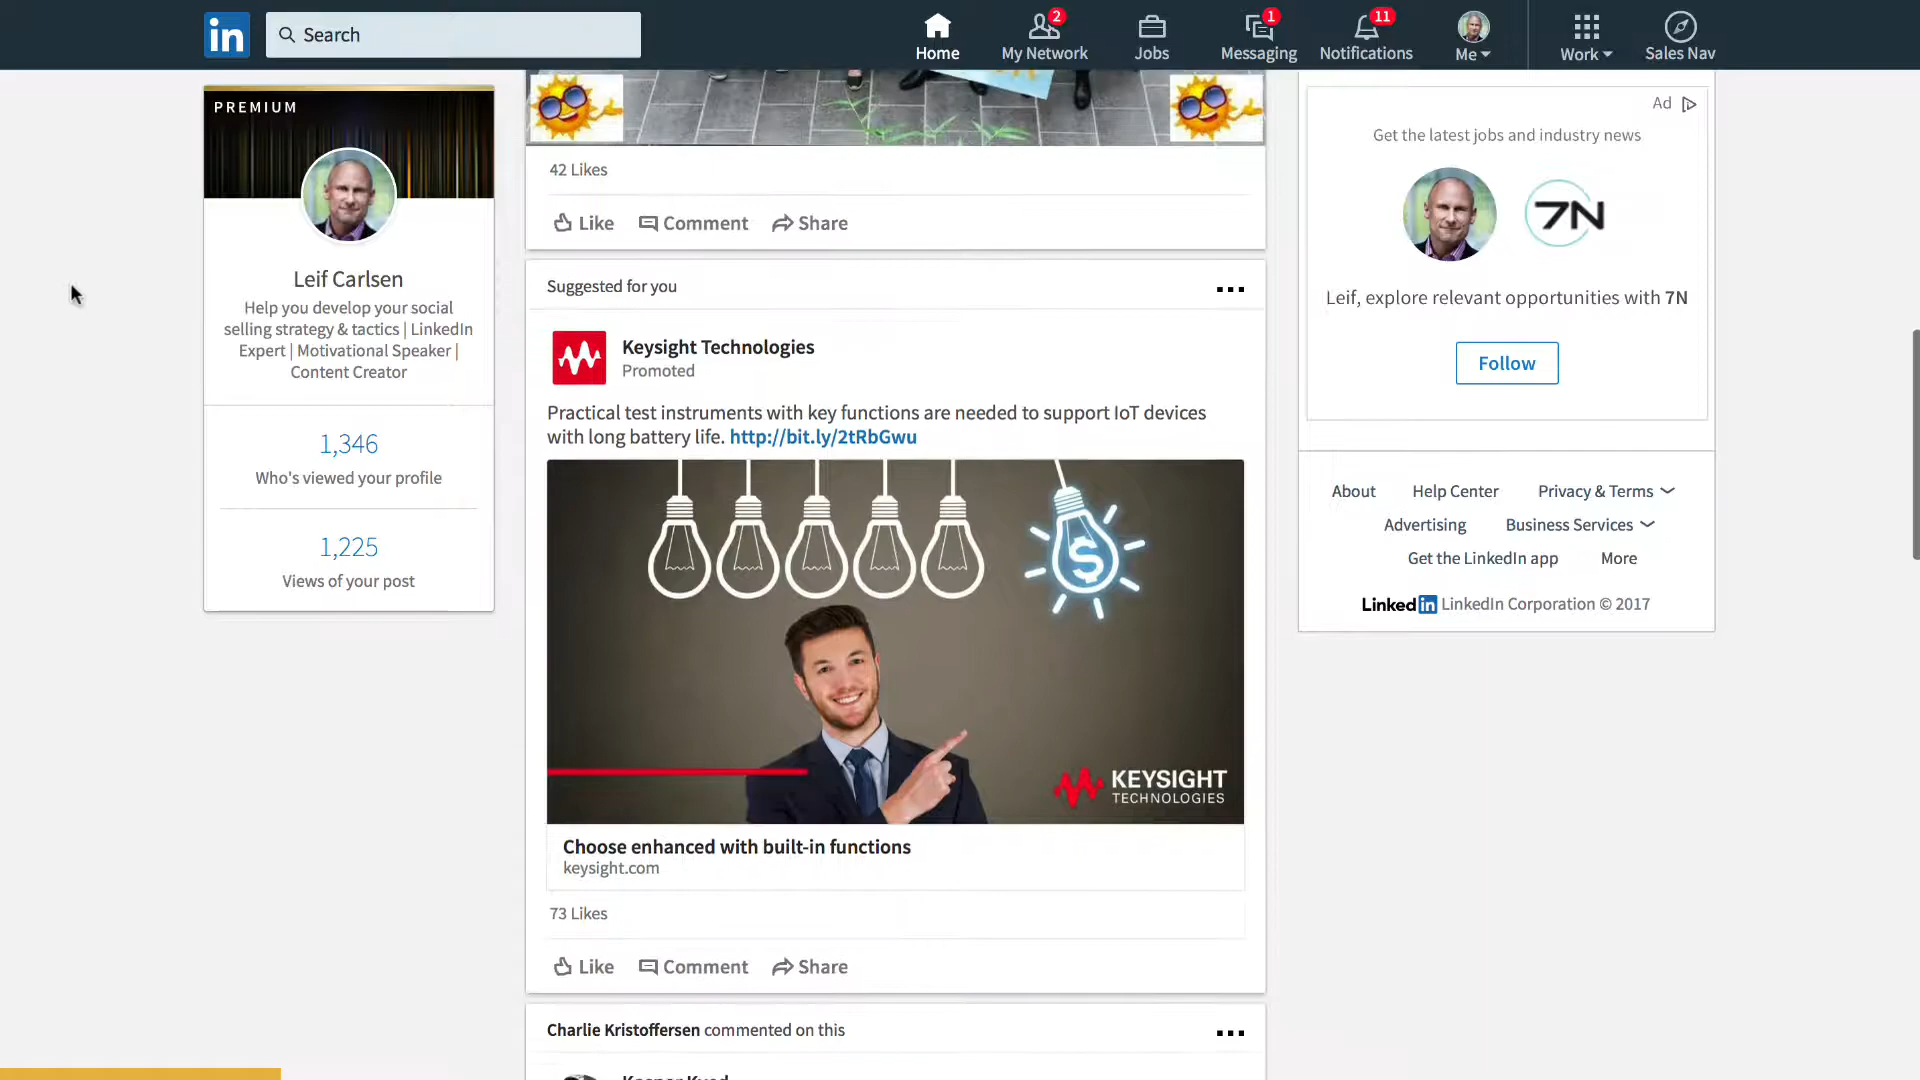 in
Search
Home
2
My Network
Jobs
1
Messaging
11
Notifications
Me
Work
Sales Nav
PREMIUM
Leif Carlsen
Help you develop your social
selling strategy & tactics | LinkedIn
Expert | Motivational Speaker |
Content Creator
1,346
Who's viewed your profile
1,225
Views of your post
42 Likes
Like Comment Share
Suggested for you
Keysight Technologies
Promoted
Practical test instruments with key functions are needed to support IoT devices
with long battery life. http://bit.ly/2tRbGwu
$
KEYSIGHT
TECHNOLOGIES
Choose enhanced with built-in functions
keysight.com
73 Likes
Like Comment Share
Charlie Kristoffersen commented on this
Ad
Get the latest jobs and industry news
7N
Leif, explore relevant opportunities with 7N
Follow
About Help Center Privacy & Terms
Advertising Business Services
Get the LinkedIn app More
LinkedIn LinkedIn Corporation © 2017